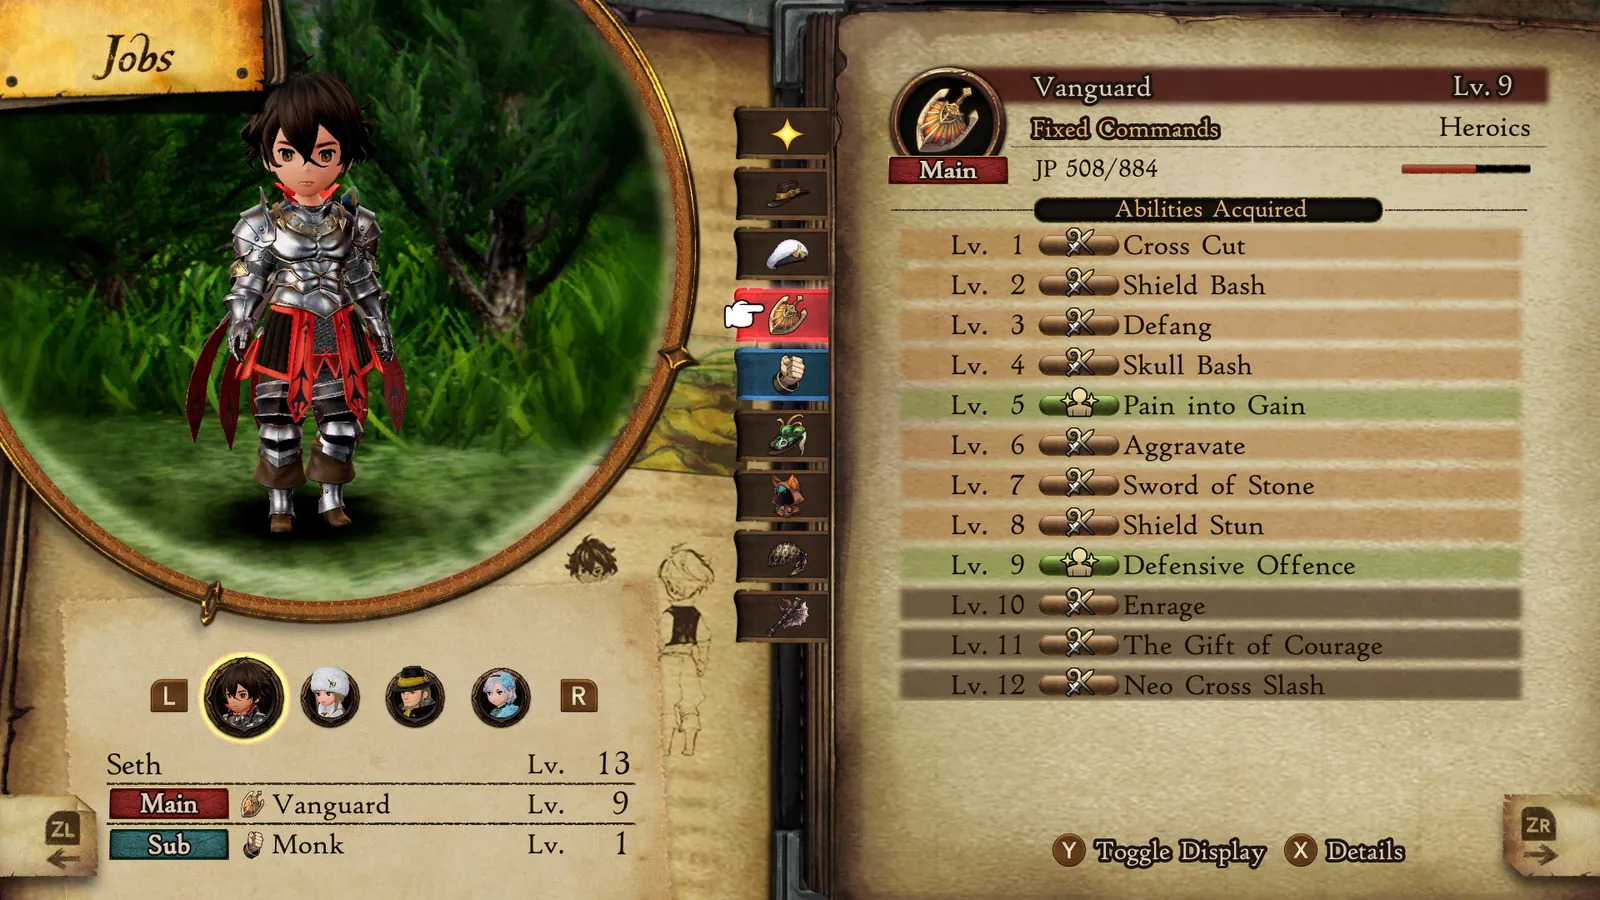 Jobs
L
R
Seth Lv. 13
Main Vanguard Lv. 9
Sub Monk Lv. 1
ZL
Vanguard Lv. 9
Fixed Commands Heroics
Main JP 508/884
Abilities Acquired
Lv. 1 Cross Cut
Lv. 2 Shield Bash
Lv. 3 Defang
Lv. 4 Skull Bash
Lv. 5 Pain into Gain
Lv. 6 Aggravate
Lv. 7 Sword of Stone
Lv. 8 Shield Stun
Lv. 9 Defensive Offence
Lv. 10 Enrage
Lv. 11 The Gift of Courage
Lv. 12 Neo Cross Slash
Y Toggle Display X Details
ZR